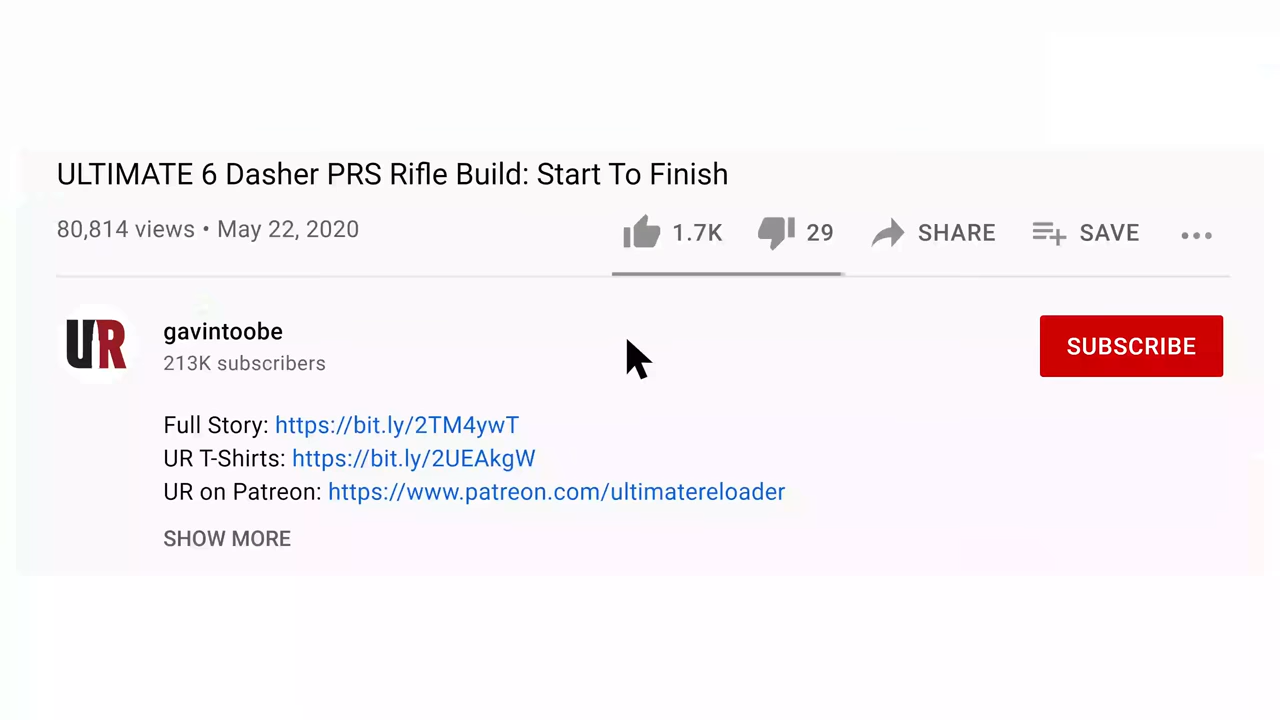 ULTIMATE 6 Dasher PRS Rifle Build: Start To Finish
80,814 views • May 22, 2020 1.7K 29 SHARE SAVE
UR gavintoobe
213K subscribers
SUBSCRIBE
Full Story: https://bit.ly/2TM4ywT
UR T-Shirts: https://bit.ly/2UEAkgW
UR on Patreon: https://www.patreon.com/ultimatereloader
SHOW MORE